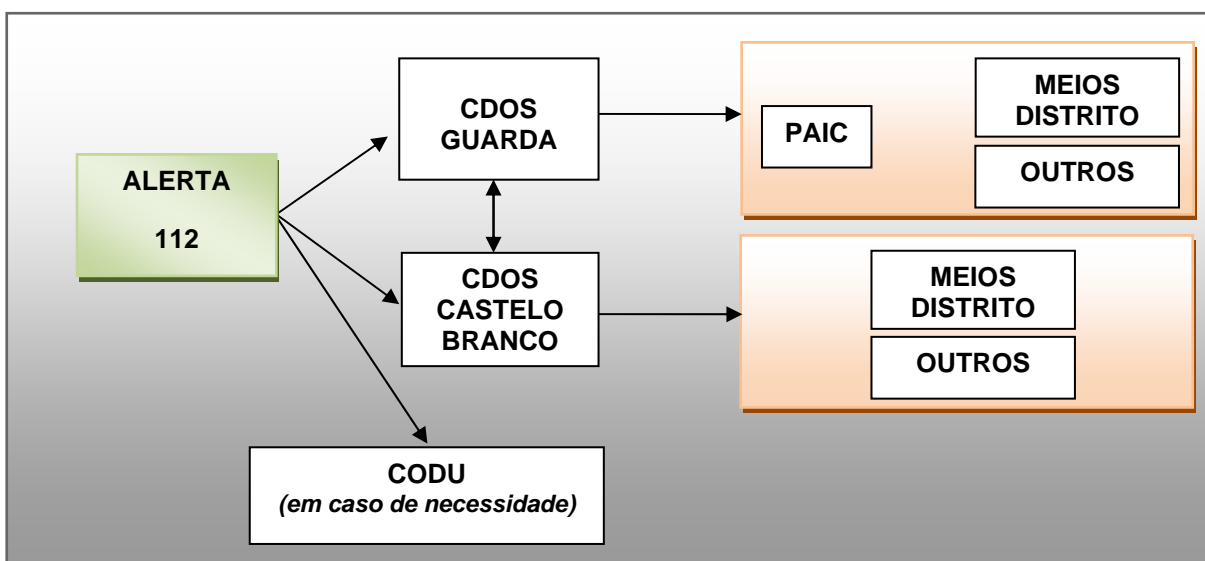 ALERTA
112
CDOS
GUARDA
PAIC
MEIOS
DISTRITO
OUTROS
CDOS
CASTELO
BRANCO
MEIOS
DISTRITO
OUTROS
CODU
(em caso de necessidade)